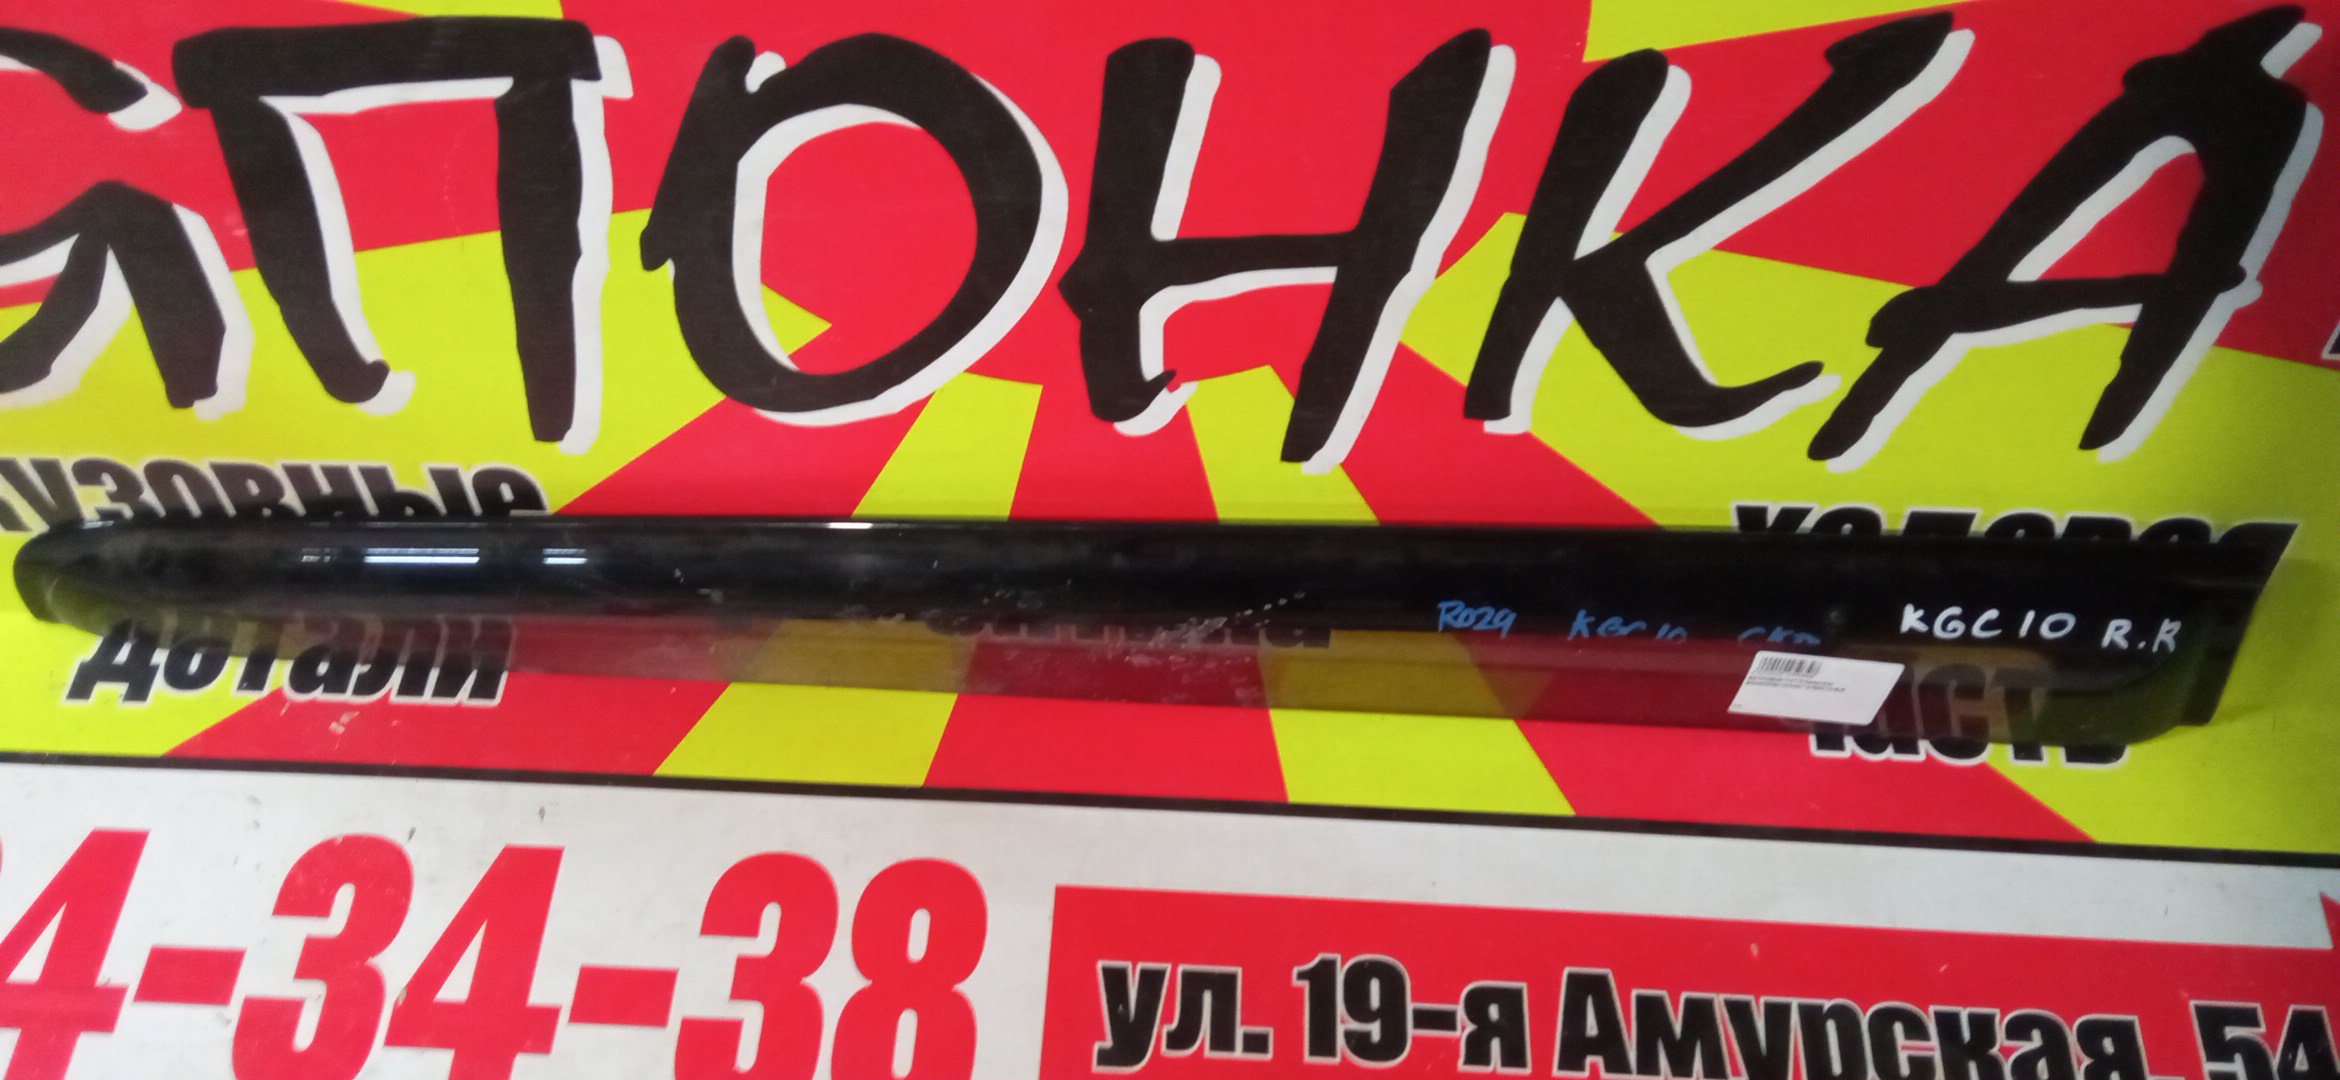 ЯПОНКА
кузовные
детали
ходовая
часть
R029 KGC10
KGC10 R.R
4-34-38
ул. 19-я Амурская, 54